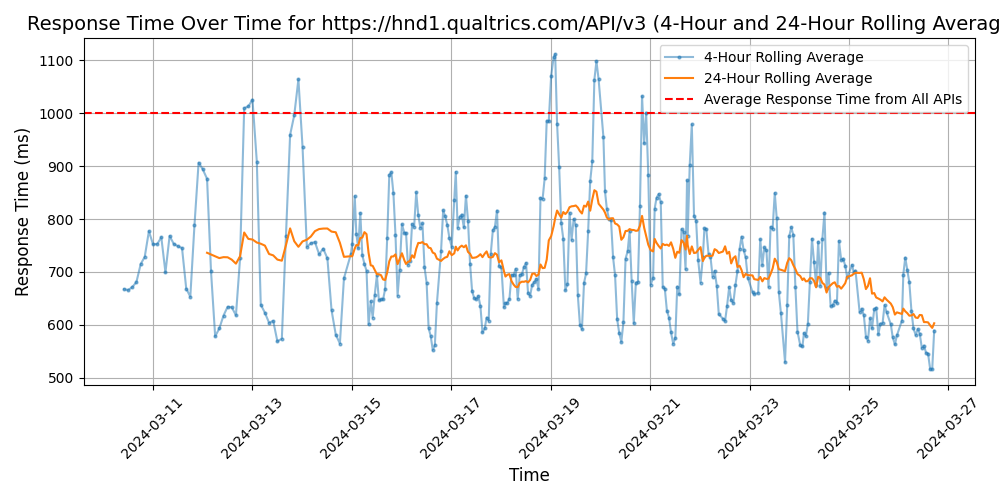 Response Time Over Time for https://hnd1.qualtrics.com/API/v3 (4-Hour and 24-Hour Rolling Averag
4-Hour Rolling Average
24-Hour Rolling Average
Average Response Time from All APIs
Response Time (ms)
1100
1000
900
800
700
600
500
2024-03-11
2024-03-13
2024-03-15
2024-03-17
2024-03-19
2024-03-21
2024-03-23
2024-03-25
2024-03-27
Time